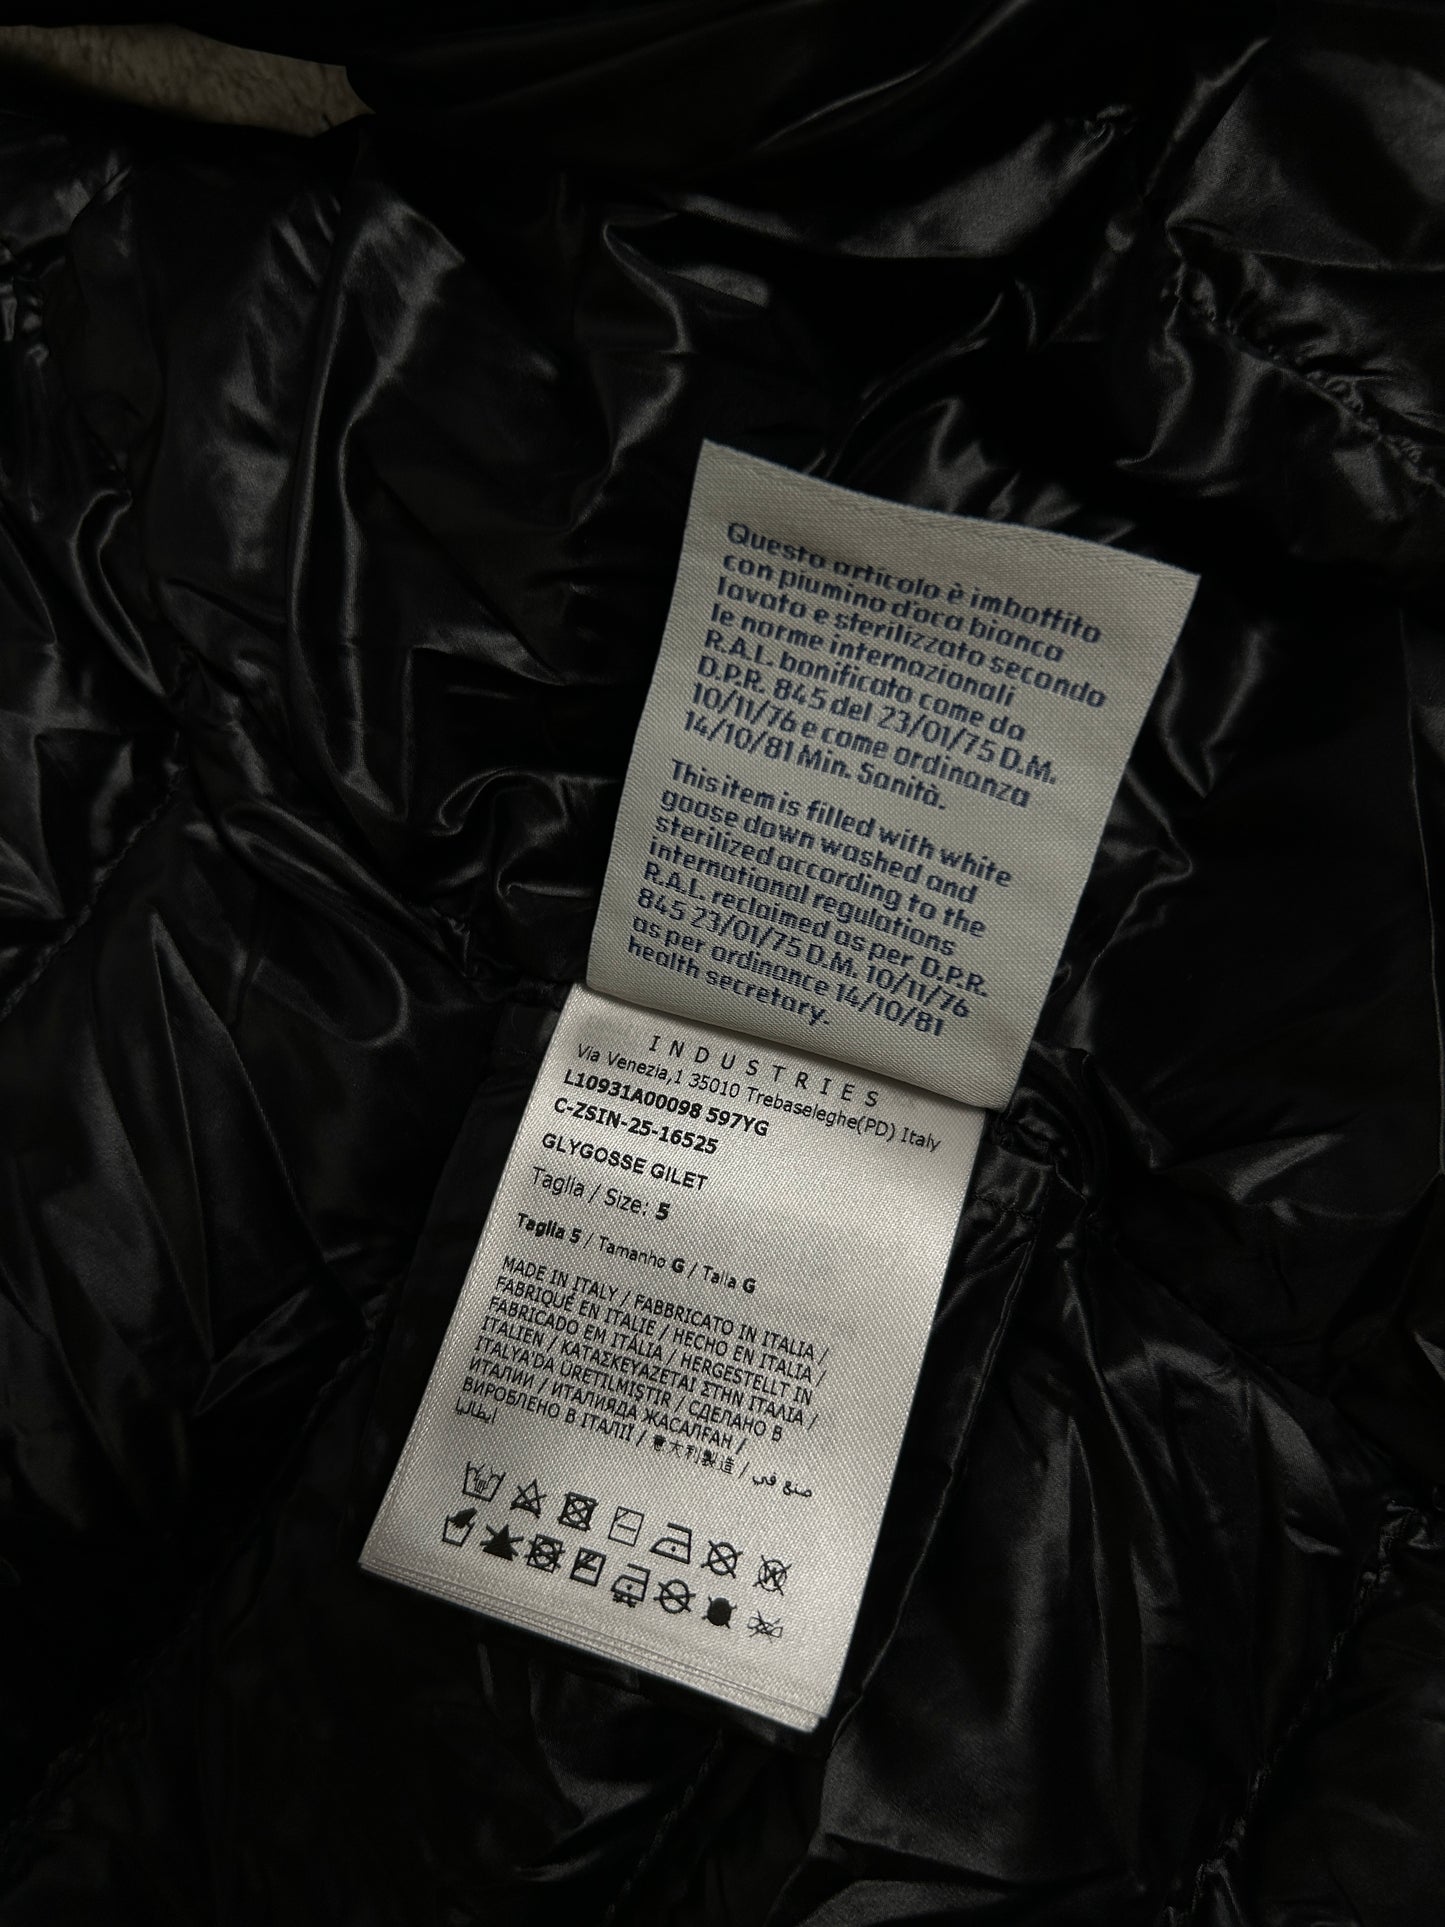 Questo articolo è imbottito
con piumino d'oca bianca
lavato e sterilizzato secondo
le norme internazionali
R.A.L. bonificato come da
D.P.R. 845 del 23/01/75 D.M.
10/11/76 e come ordinanza
14/10/81 Min. Sanità.
This item is filled with white
goose down washed and
sterilized according to the
international regulations
R.A.L. reclaimed as per D.P.R.
845 23/01/75 D.M. 10/11/76
as per ordinance 14/10/81
health secretary.
INDUSTRIES
Via Venezia,1 35010 Trebaseleghe(PD) Italy
L10931A00098 597YG
C-ZSIN-25-16525
GLYGOSSE GILET
Taglia / Size: 5
Taglia 5 / Tamanho G / Talla G
MADE IN ITALY / FABBRICATO IN ITALIA /
FABRIQUÉ EN ITALIE / HECHO EN ITALIA /
FABRICADO EM ITÁLIA / HERGESTELLT IN
ITALIEN / ΚΑΤΑΣΚΕΥΑΖΕΤΑΙ ΣΤΗΝ ΙΤΑΛΙΑ /
ITALYA'DA ÜRETILMIŞTIR / СДЕЛАНО В
ИТАЛИИ / ИТАЛИЯДА ЖАСАЛҒАН /
ВИРОБЛЕНО В ІТАЛІЇ / 意大利製造 / صنع في
إيطاليا